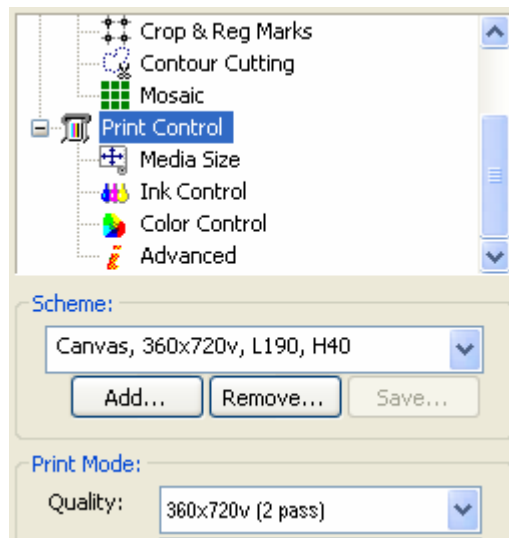 Crop & Reg Marks
Contour Cutting
Mosaic
Print Control
Media Size
Ink Control
Color Control
Advanced
Scheme:
Canvas, 360x720v, L190, H40
Add... Remove... Save...
Print Mode:
Quality: 360x720v (2 pass)